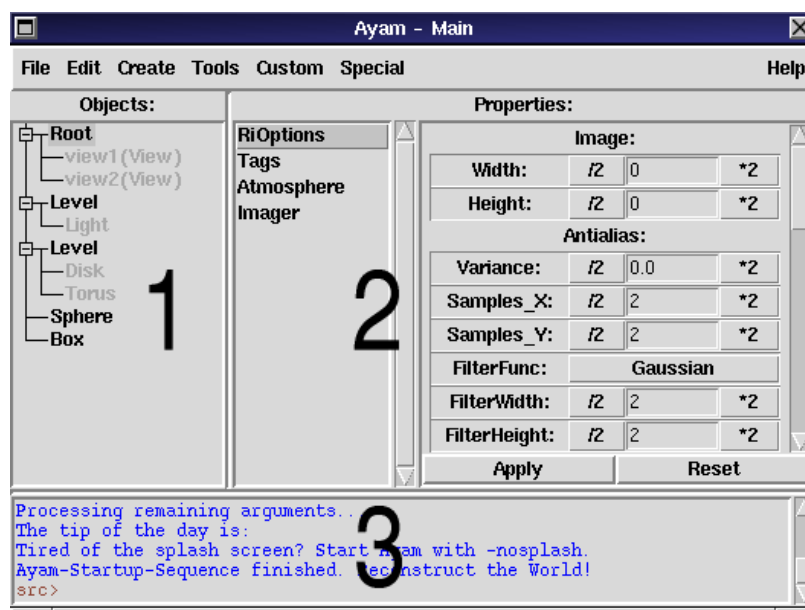 Ayam - Main
File Edit Create Tools Custom Special Help
Objects:
Root
view1(View)
view2(View)
Level
Light
Level
Disk
Torus
Sphere
Box
1
Properties:
RiOptions
Tags
Atmosphere
Imager
2
Image:
Width: /2 0 *2
Height: /2 0 *2
Antialias:
Variance: /2 0.0 *2
Samples_X: /2 2 *2
Samples_Y: /2 2 *2
FilterFunc: Gaussian
FilterWidth: /2 2 *2
FilterHeight: /2 2 *2
Apply Reset
Processing remaining arguments..
The tip of the day is:
Tired of the splash screen? Start Ayam with -nosplash.
Ayam-Startup-Sequence finished. Reconstruct the World!
src>
3